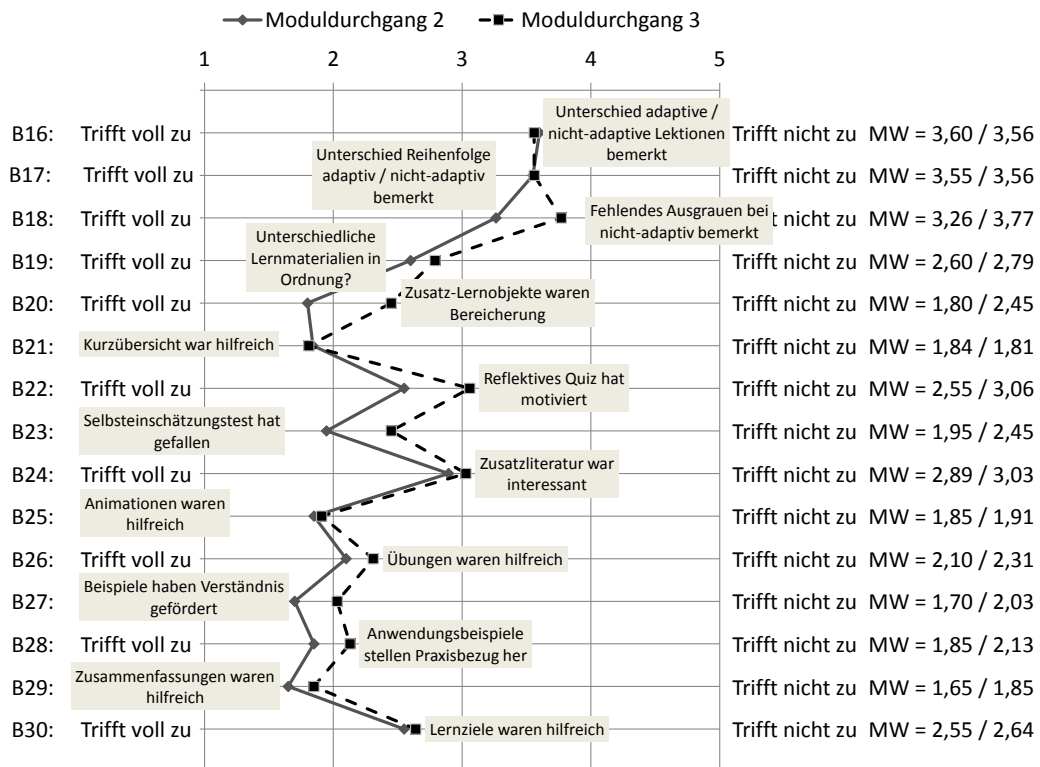 Moduldurchgang 2 Moduldurchgang 3
1 2 3 4 5
B16: Trifft voll zu Trifft nicht zu MW = 3,60 / 3,56
Unterschied adaptive /
nicht-adaptive Lektionen
bemerkt
B17: Trifft voll zu Trifft nicht zu MW = 3,55 / 3,56
Unterschied Reihenfolge
adaptiv / nicht-adaptiv
bemerkt
B18: Trifft voll zu nicht zu MW = 3,26 / 3,77
Fehlendes Ausgrauen bei
nicht-adaptiv bemerkt
B19: Trifft voll zu Trifft nicht zu MW = 2,60 / 2,79
Unterschiedliche
Lernmaterialien in
Ordnung?
B20: Trifft voll zu Trifft nicht zu MW = 1,80 / 2,45
Zusatz-Lernobjekte waren
Bereicherung
B21: Kurzübersicht war hilfreich Trifft nicht zu MW = 1,84 / 1,81
B22: Trifft voll zu Trifft nicht zu MW = 2,55 / 3,06
Reflektives Quiz hat
motiviert
B23: Trifft nicht zu MW = 1,95 / 2,45
Selbsteinschätzungstest hat
gefallen
B24: Trifft voll zu Trifft nicht zu MW = 2,89 / 3,03
Zusatzliteratur war
interessant
B25: Trifft nicht zu MW = 1,85 / 1,91
Animationen waren
hilfreich
B26: Trifft voll zu Übungen waren hilfreich Trifft nicht zu MW = 2,10 / 2,31
B27: Trifft nicht zu MW = 1,70 / 2,03
Beispiele haben Verständnis
gefördert
B28: Trifft voll zu Trifft nicht zu MW = 1,85 / 2,13
Anwendungsbeispiele
stellen Praxisbezug her
B29: Trifft nicht zu MW = 1,65 / 1,85
Zusammenfassungen waren
hilfreich
B30: Trifft voll zu Lernziele waren hilfreich Trifft nicht zu MW = 2,55 / 2,64